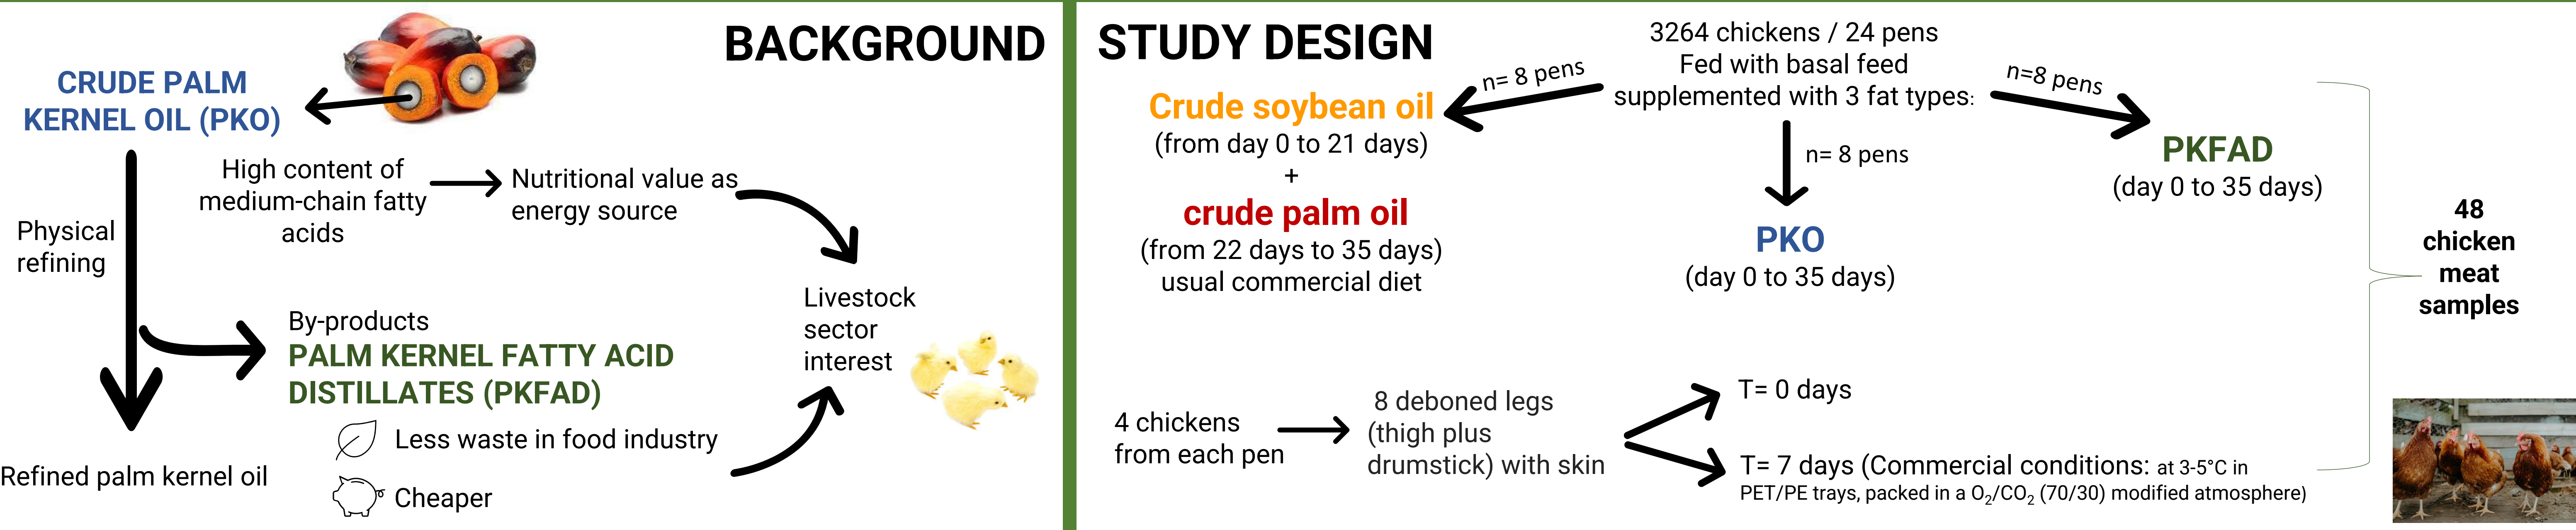 BACKGROUND
CRUDE PALM
KERNEL OIL (PKO)
High content of
medium-chain fatty
acids
Nutritional value as
energy source
Physical
refining
Livestock
sector
interest
By-products
PALM KERNEL FATTY ACID
DISTILLATES (PKFAD)
Less waste in food industry
Cheaper
Refined palm kernel oil
STUDY DESIGN
3264 chickens / 24 pens
Fed with basal feed
supplemented with 3 fat types:
n= 8 pens
Crude soybean oil
(from day 0 to 21 days)
+
crude palm oil
(from 22 days to 35 days)
usual commercial diet
n= 8 pens
PKO
(day 0 to 35 days)
n=8 pens
PKFAD
(day 0 to 35 days)
48
chicken
meat
samples
4 chickens
from each pen
8 deboned legs
(thigh plus
drumstick) with skin
T= 0 days
T= 7 days (Commercial conditions: at 3-5°C in
PET/PE trays, packed in a O₂/CO₂ (70/30) modified atmosphere)